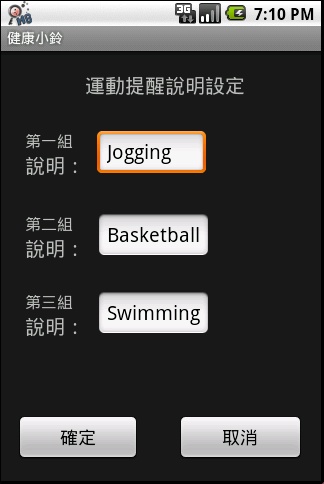 3G 7:10 PM
健康小鈴
運動提醒說明設定
第一組
說明： Jogging
第二組
說明： Basketball
第三組
說明： Swimming
確定 取消